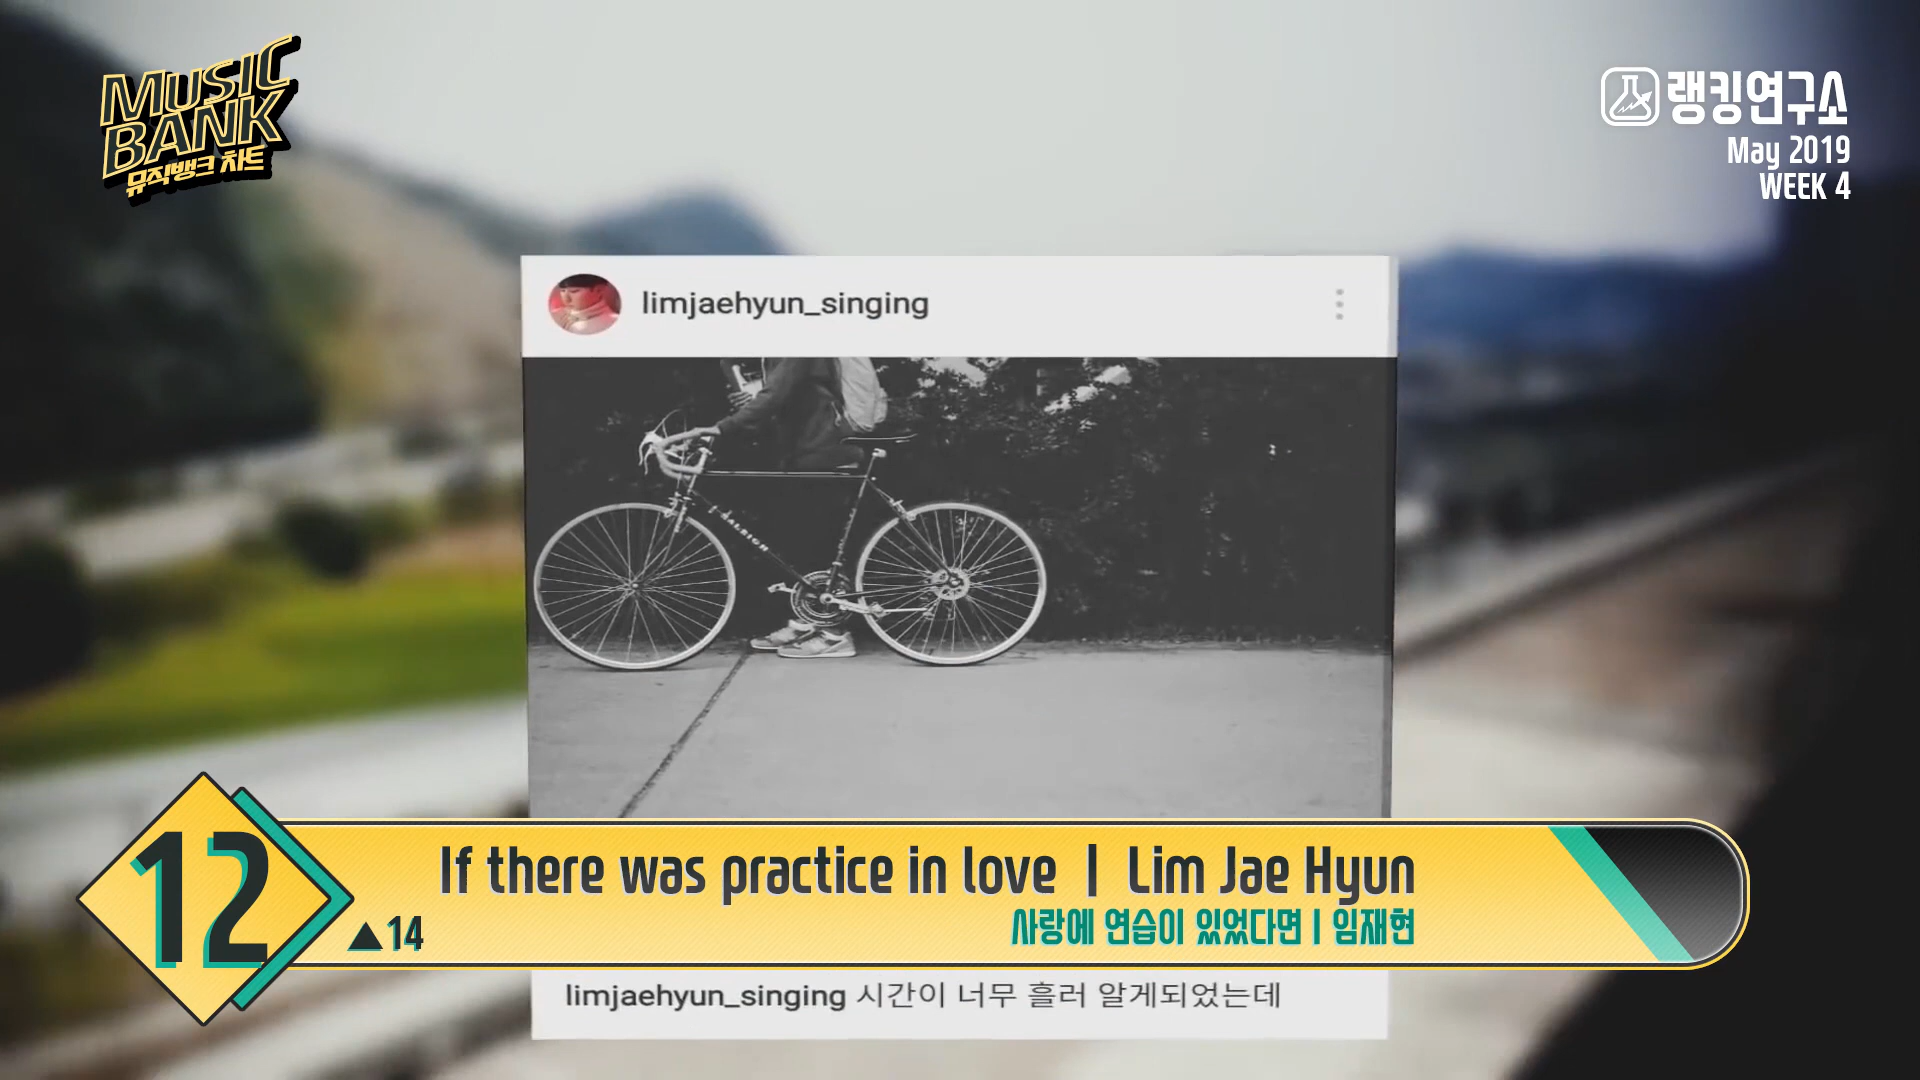 MUSIC
BANK
뮤직뱅크 차트
랭킹연구소
May 2019
WEEK 4
limjaehyun_singing
RALEIGH
12
▲14
If there was practice in love | Lim Jae Hyun
사랑에 연습이 있었다면 | 임재현
limjaehyun_singing 시간이 너무 흘러 알게되었는데